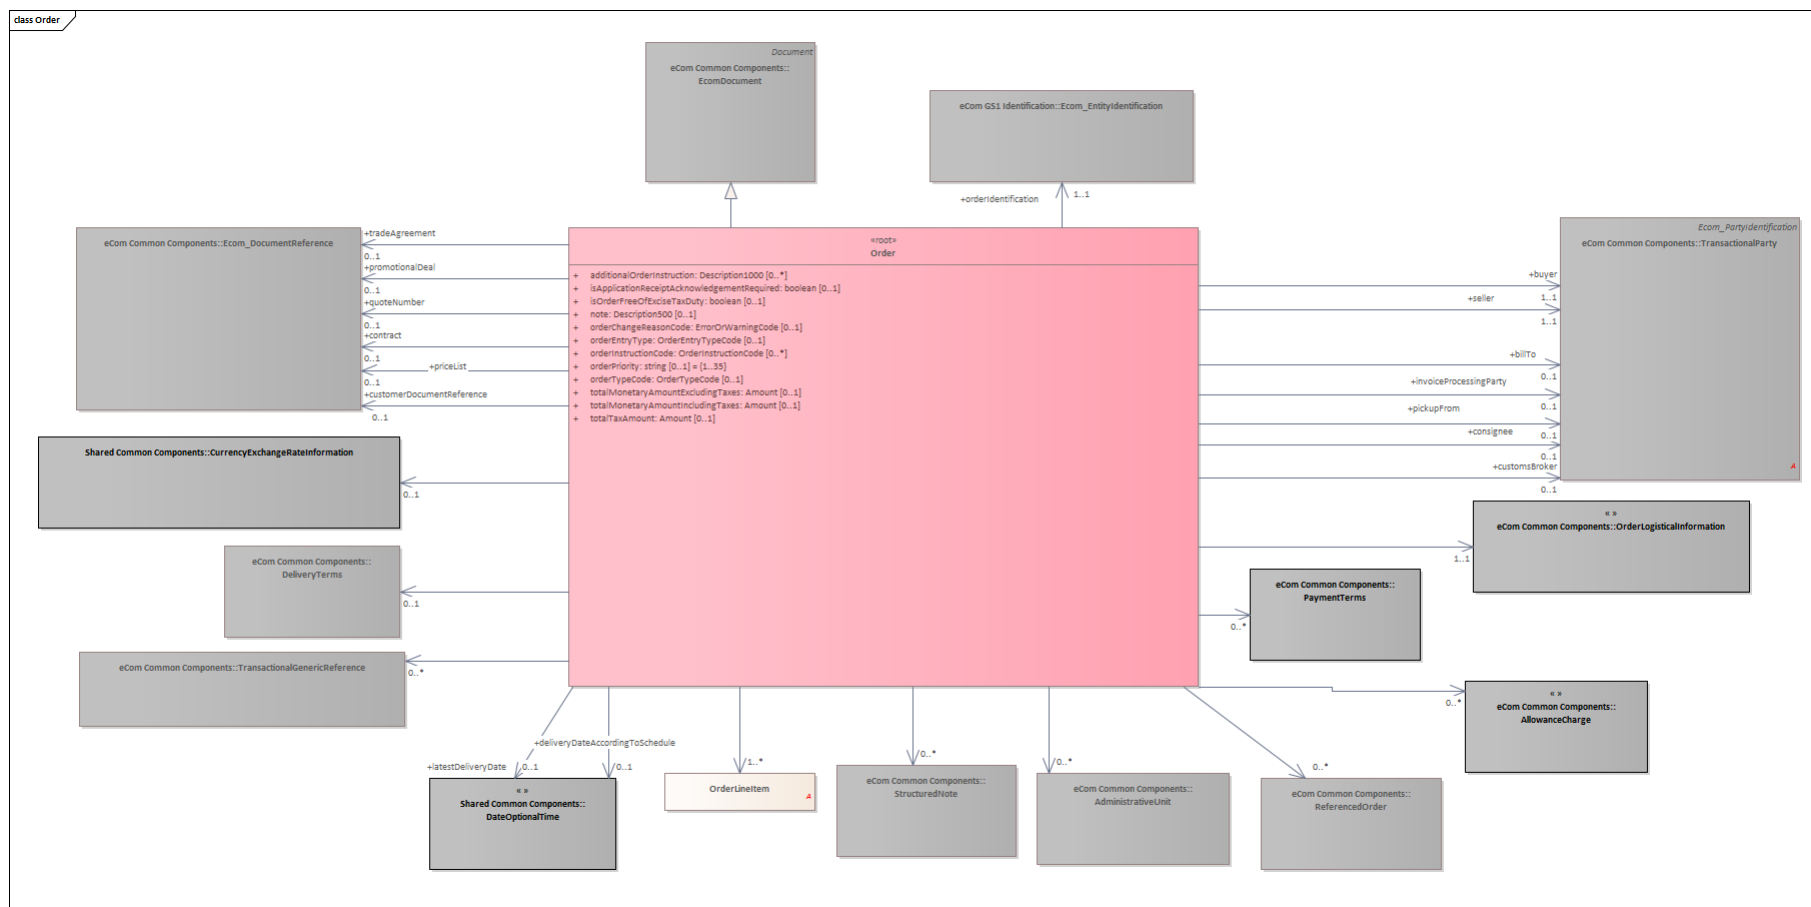 class Order
Document
eCom Common Components::
EcomDocument
eCom GS1 Identification::Ecom_EntityIdentification
+orderIdentification
1..1
eCom Common Components::Ecom_DocumentReference
+tradeAgreement
0..1
+promotionalDeal
0..1
+quoteNumber
0..1
+contract
0..1
+priceList
0..1
+customerDocumentReference
0..1
«root»
Order
+ additionalOrderInstruction: Description1000 [0..*]
+ isApplicationReceiptAcknowledgementRequired: boolean [0..1]
+ isOrderFreeOfExciseTaxDuty: boolean [0..1]
+ note: Description500 [0..1]
+ orderChangeReasonCode: ErrorOrWarningCode [0..1]
+ orderEntryType: OrderEntryTypeCode [0..1]
+ orderInstructionCode: OrderInstructionCode [0..*]
+ orderPriority: string [0..1] = {1..35}
+ orderTypeCode: OrderTypeCode [0..1]
+ totalMonetaryAmountExcludingTaxes: Amount [0..1]
+ totalMonetaryAmountIncludingTaxes: Amount [0..1]
+ totalTaxAmount: Amount [0..1]
Ecom_PartyIdentification
eCom Common Components::TransactionalParty
A
+buyer
1..1
+seller
1..1
+billTo
0..1
+invoiceProcessingParty
0..1
+pickupFrom
0..1
+consignee
0..1
+customsBroker
0..1
Shared Common Components::CurrencyExchangeRateInformation
0..1
eCom Common Components::
DeliveryTerms
0..1
eCom Common Components::TransactionalGenericReference
0..*
« »
eCom Common Components::OrderLogisticalInformation
1..1
eCom Common Components::
PaymentTerms
0..*
« »
eCom Common Components::
AllowanceCharge
0..*
+deliveryDateAccordingToSchedule
0..1
+latestDeliveryDate
0..1
« »
Shared Common Components::
DateOptionalTime
1..*
OrderLineItem
A
0..*
eCom Common Components::
StructuredNote
0..*
eCom Common Components::
AdministrativeUnit
0..*
eCom Common Components::
ReferencedOrder